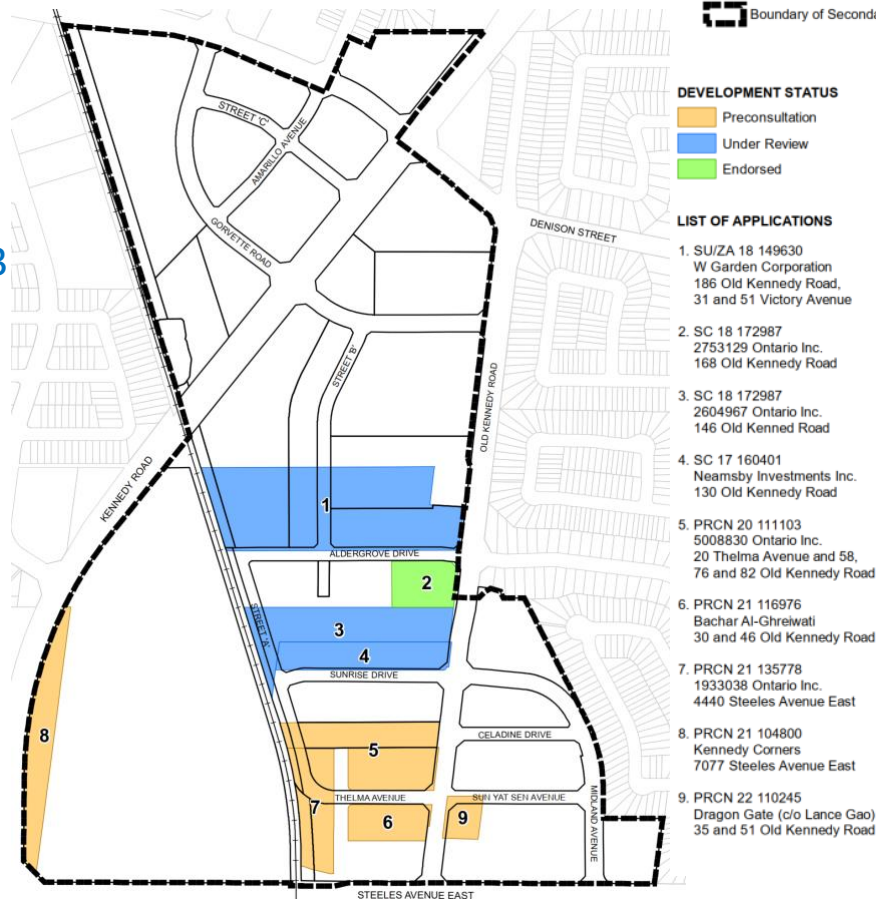 Boundary of Seconda
DEVELOPMENT STATUS
Preconsultation
Under Review
Endorsed
LIST OF APPLICATIONS
1. SU/ZA 18 149630
W Garden Corporation
186 Old Kennedy Road,
31 and 51 Victory Avenue
2. SC 18 172987
2753129 Ontario Inc.
168 Old Kennedy Road
3. SC 18 172987
2604967 Ontario Inc.
146 Old Kenned Road
4. SC 17 160401
Neamsby Investments Inc.
130 Old Kennedy Road
5. PRCN 20 111103
5008830 Ontario Inc.
20 Thelma Avenue and 58,
76 and 82 Old Kennedy Road
6. PRCN 21 116976
Bachar Al-Ghreiwati
30 and 46 Old Kennedy Road
7. PRCN 21 135778
1933038 Ontario Inc.
4440 Steeles Avenue East
8. PRCN 21 104800
Kennedy Corners
7077 Steeles Avenue East
9. PRCN 22 110245
Dragon Gate (c/o Lance Gao)
35 and 51 Old Kennedy Road
STREET 'C'
AMARILLO AVENUE
GORVETTE ROAD
DENISON STREET
3
STREET 'B'
OLD KENNEDY ROAD
KENNEDY ROAD
1
ALDERGROVE DRIVE
2
STREET 'A'
3
4
SUNRISE DRIVE
8
5
CELADINE DRIVE
7
THELMA AVENUE
SUN YAT SEN AVENUE
6
9
MIDLAND AVENUE
STEELES AVENUE EAST